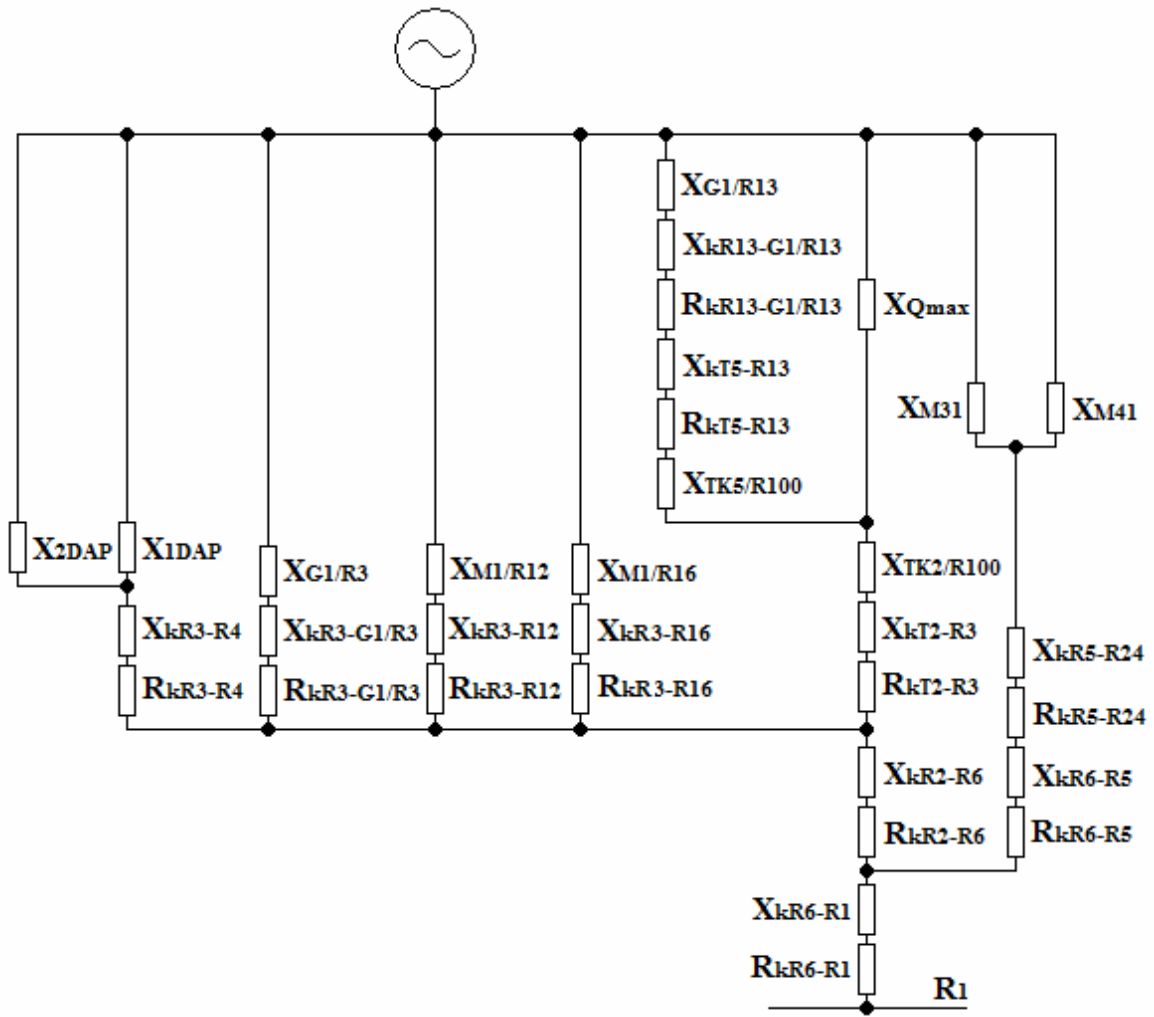 XG1/R13
XkR13-G1/R13
RkR13-G1/R13
XkT5-R13
RkT5-R13
XTK5/R100
XQmax
XM31
XM41
X2DAP
X1DAP
XkR3-R4
RkR3-R4
XG1/R3
XkR3-G1/R3
RkR3-G1/R3
XM1/R12
XkR3-R12
RkR3-R12
XM1/R16
XkR3-R16
RkR3-R16
XTK2/R100
XkT2-R3
RkT2-R3
XkR5-R24
RkR5-R24
XkR6-R5
RkR6-R5
XkR2-R6
RkR2-R6
XkR6-R1
RkR6-R1
R1